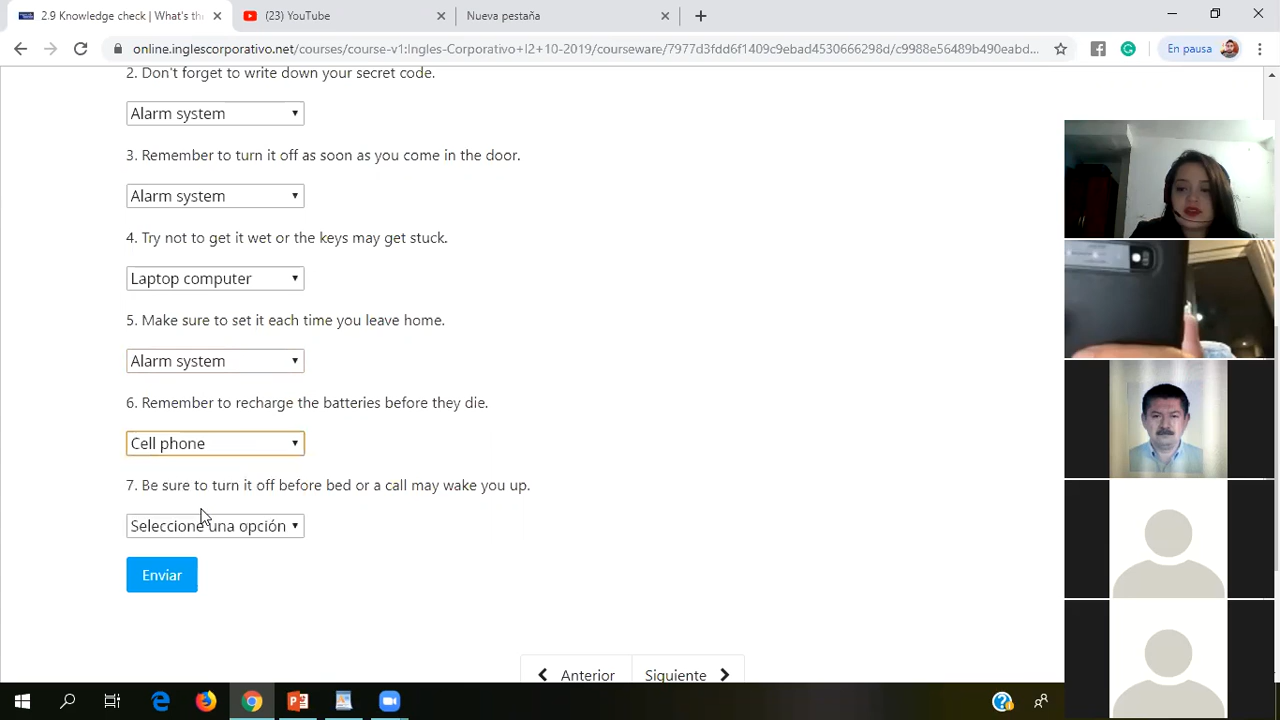 2.9 Knowledge check | What's th
(23) YouTube
Nueva pestaña
online.inglescorporativo.net/courses/course-v1:Ingles-Corporativo+I2+10-2019/courseware/7977d3fdd6f1409c9ebad4530666298d/c9988e56489b490eabd...
En pausa
2. Don't forget to write down your secret code.
Alarm system
3. Remember to turn it off as soon as you come in the door.
Alarm system
4. Try not to get it wet or the keys may get stuck.
Laptop computer
5. Make sure to set it each time you leave home.
Alarm system
6. Remember to recharge the batteries before they die.
Cell phone
7. Be sure to turn it off before bed or a call may wake you up.
Seleccione una opción
Enviar
Anterior
Siguiente